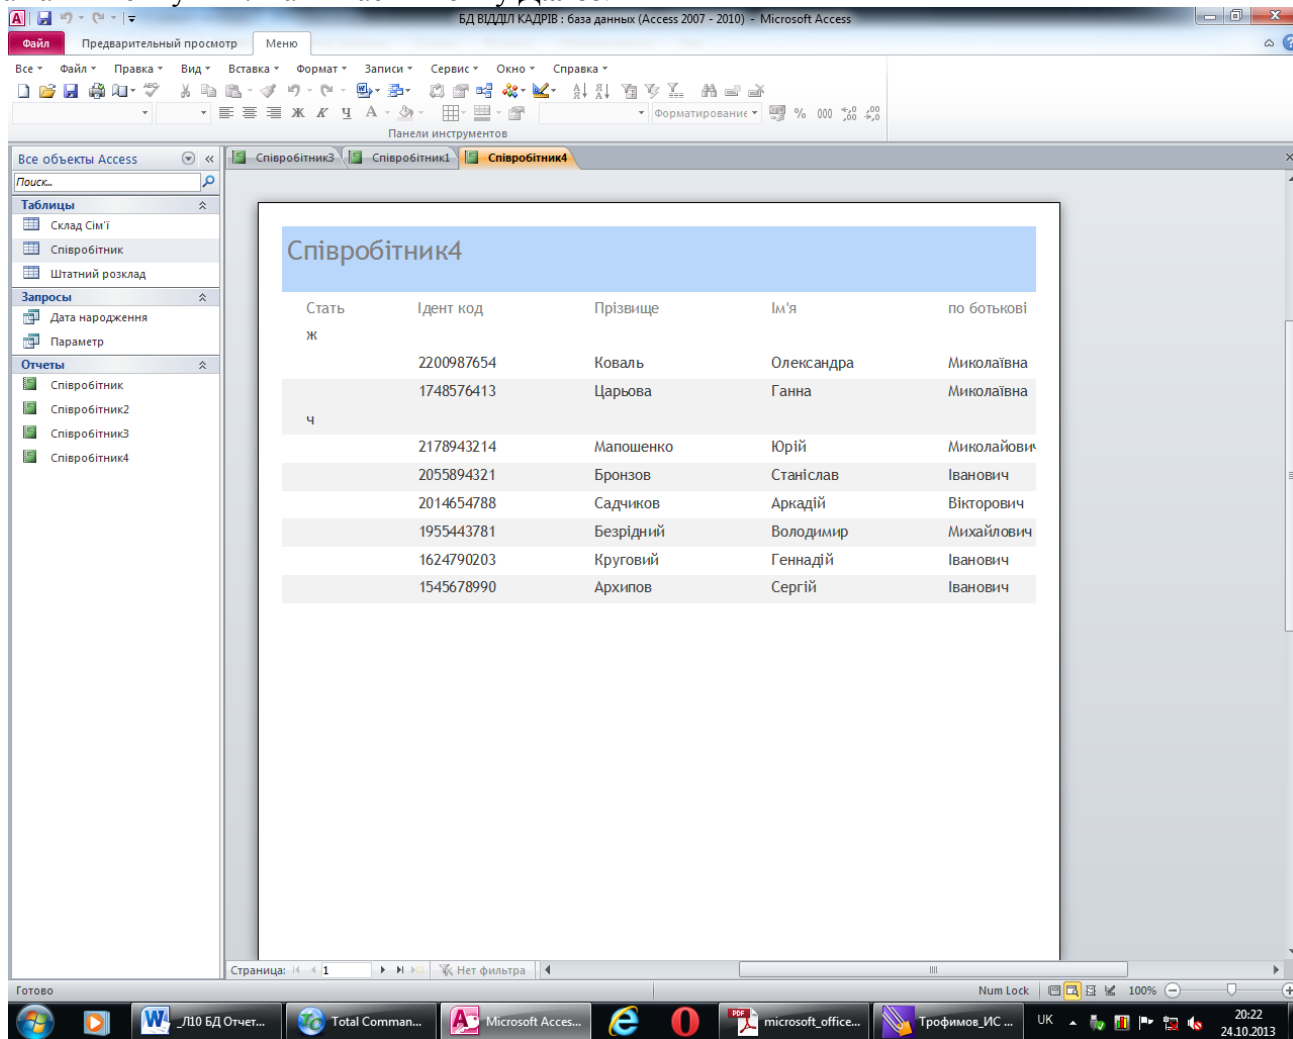 БД ВІДДІЛ КАДРІВ : база данных (Access 2007 - 2010) - Microsoft Access
Файл Предварительный просмотр Меню
Все Файл Правка Вид Вставка Формат Записи Сервис Окно Справка
Ж К Ч А Форматирование % 000
Панели инструментов
Все объекты Access
Співробітник3 Співробітник1 Співробітник4
Поиск...
Таблицы
Склад Сім'ї
Співробітник
Штатний розклад
Запросы
Дата народження
Параметр
Отчеты
Співробітник
Співробітник2
Співробітник3
Співробітник4
Співробітник4
Стать Ідент код Прізвище Ім'я по ботькові
ж
2200987654 Коваль Олександра Миколаївна
1748576413 Царьова Ганна Миколаївна
ч
2178943214 Мапошенко Юрій Миколайович
2055894321 Бронзов Станіслав Іванович
2014654788 Садчиков Аркадій Вікторович
1955443781 Безрідний Володимир Михайлович
1624790203 Круговий Геннадій Іванович
1545678990 Архипов Сергій Іванович
Страница: 1 Нет фильтра
Готово Num Lock 100%
_Л10 БД Отчет... Total Comman... Microsoft Acces... microsoft_office... Трофимов_ИС ... UK 20:22
24.10.2013